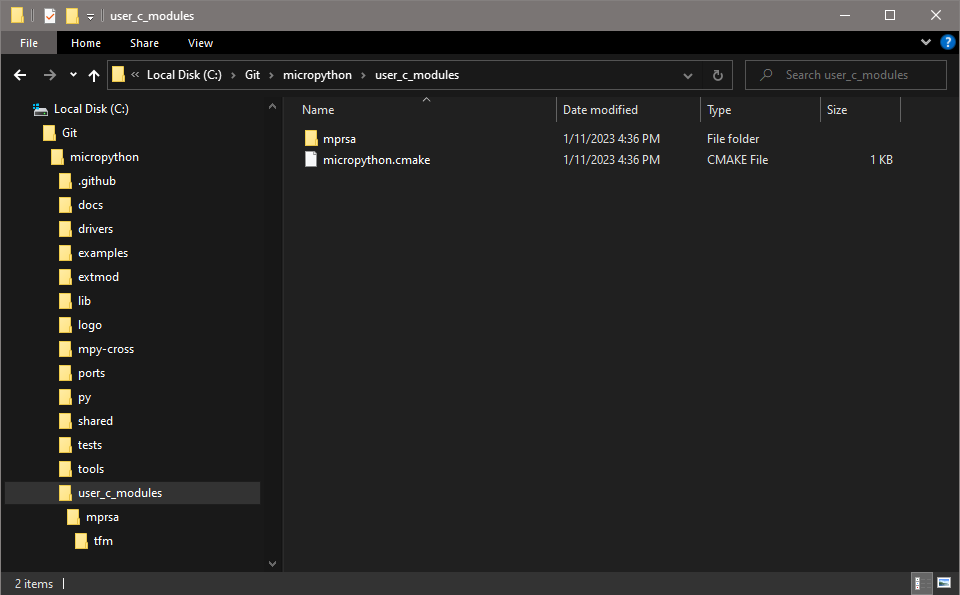 user_c_modules
File Home Share View ?
« Local Disk (C:) › Git › micropython › user_c_modules Search user_c_modules
Local Disk (C:)
Git
micropython
.github
docs
drivers
examples
extmod
lib
logo
mpy-cross
ports
py
shared
tests
tools
user_c_modules
mprsa
tfm
Name Date modified Type Size
mprsa 1/11/2023 4:36 PM File folder
micropython.cmake 1/11/2023 4:36 PM CMAKE File 1 KB
2 items